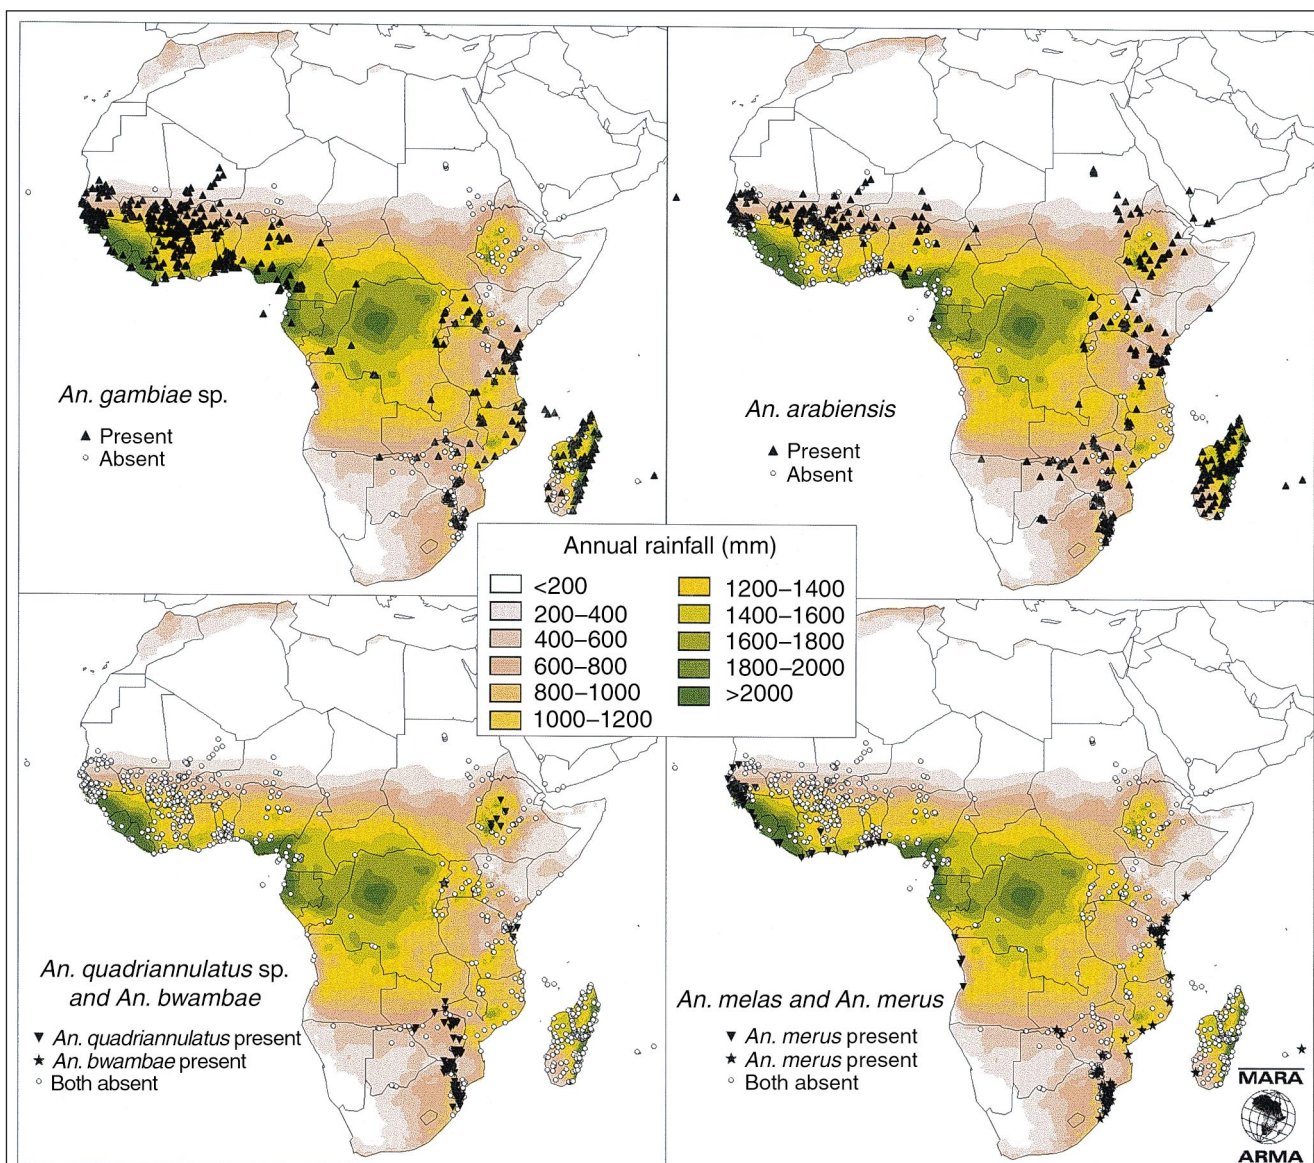 An. gambiae sp.
▲ Present
○ Absent
An. arabiensis
▲ Present
○ Absent
Annual rainfall (mm)
<200
200–400
400–600
600–800
800–1000
1000–1200
1200–1400
1400–1600
1600–1800
1800–2000
>2000
An. quadriannulatus sp.
and An. bwambae
▼ An. quadriannulatus present
★ An. bwambae present
○ Both absent
An. melas and An. merus
▼ An. merus present
★ An. merus present
○ Both absent
MARA
ARMA